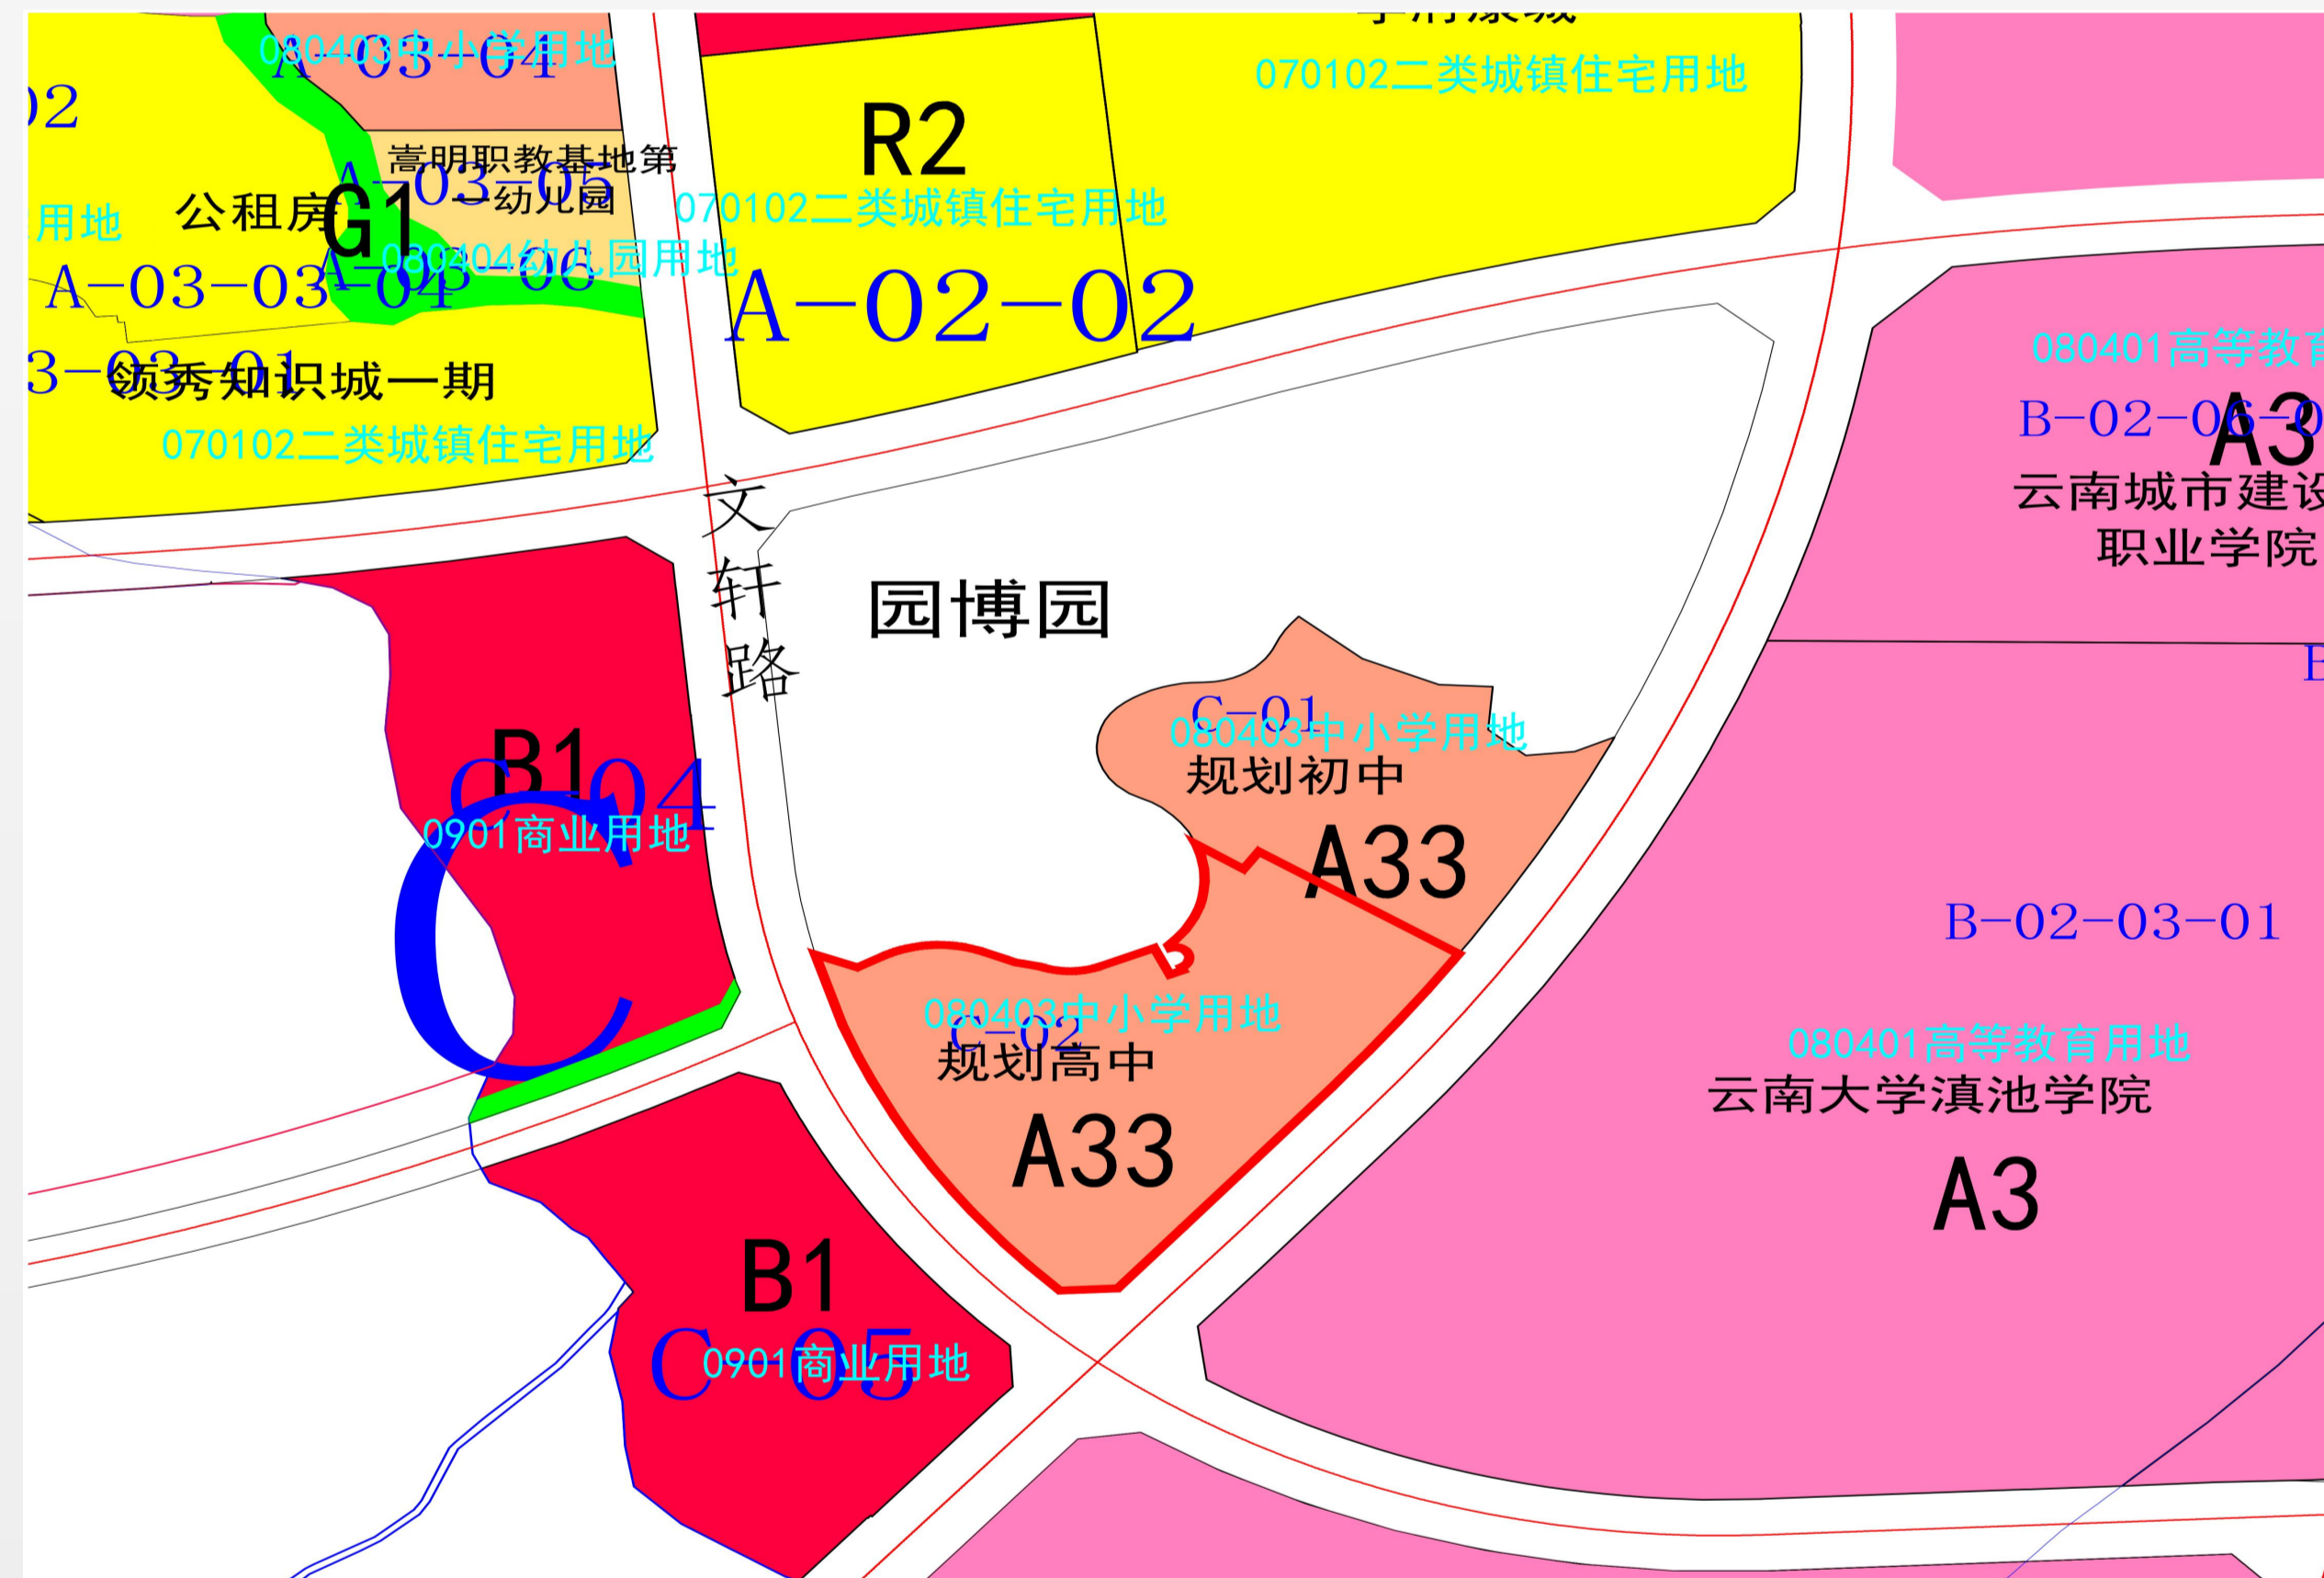 080403中小学用地
A-03-04
070102二类城镇住宅用地
02
R2
嵩明职教基地第
一幼儿园
A-03-05
公租房
G1
070102二类城镇住宅用地
用地
080404幼儿园用地
A-03-06
A-03-03-04
A-02-02
080401高等教育
B-02-06-0
A3
3-03-01
领秀知识城一期
070102二类城镇住宅用地
云南城市建设
职业学院
文轩路
园博园
B
C-01
080403中小学用地
规划初中
A33
B1
C-04
0901商业用地
C
B-02-03-01
080403中小学用地
C-02
规划高中
A33
080401高等教育用地
云南大学滇池学院
A3
B1
C-05
0901商业用地